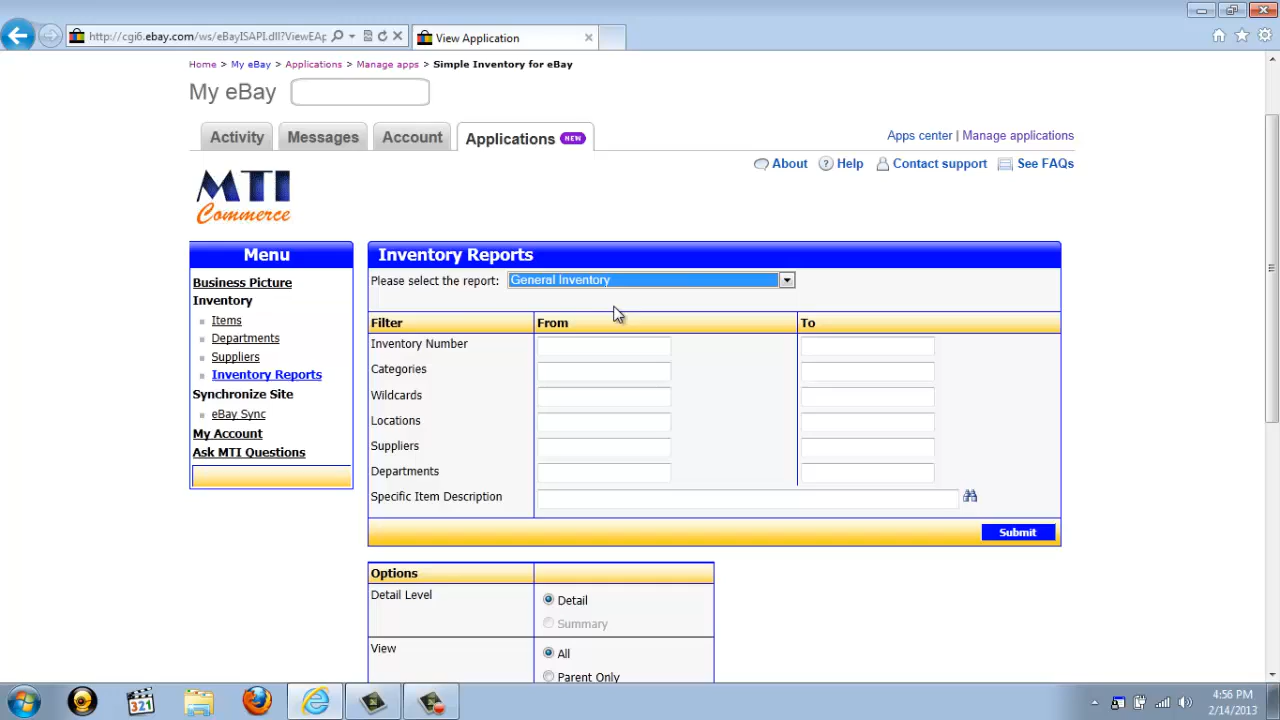 http://cgi6.ebay.com/ws/eBayISAPI.dll?ViewEAp
View Application
Home > My eBay > Applications > Manage apps > Simple Inventory for eBay
My eBay
Activity
Messages
Account
Applications NEW
Apps center | Manage applications
About
Help
Contact support
See FAQs
MTI
Commerce
Menu
Business Picture
Inventory
Items
Departments
Suppliers
Inventory Reports
Synchronize Site
eBay Sync
My Account
Ask MTI Questions
Inventory Reports
Please select the report: General Inventory
Filter From To
Inventory Number
Categories
Wildcards
Locations
Suppliers
Departments
Specific Item Description
Submit
Options
Detail Level
Detail
Summary
View
All
Parent Only
321
4:56 PM
2/14/2013